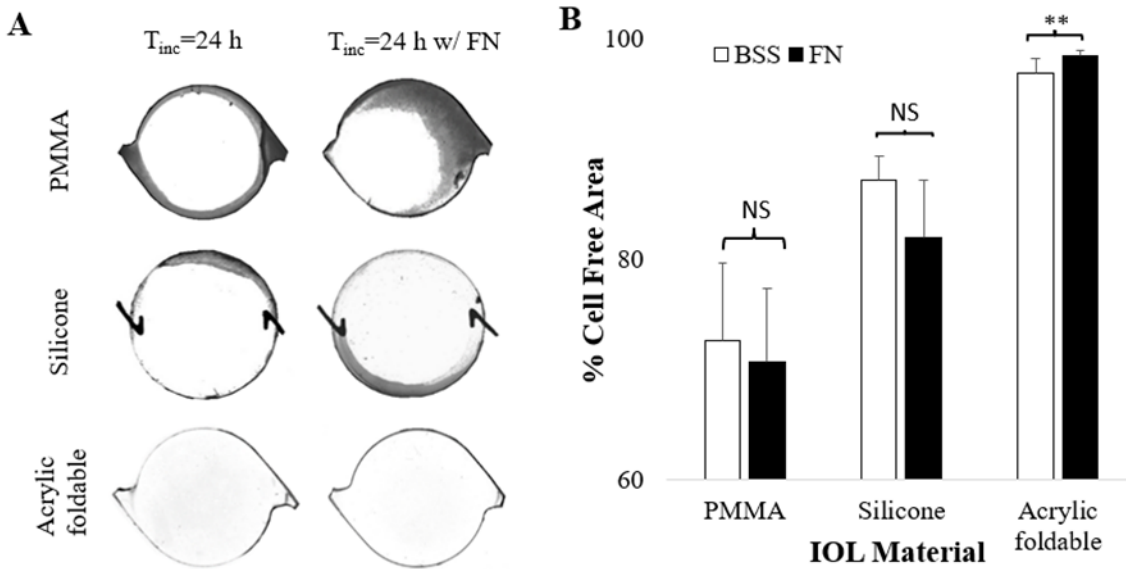 A
T_inc=24 h
T_inc=24 h w/ FN
PMMA
Silicone
Acrylic
foldable
B
% Cell Free Area
100
80
60
BSS
FN
NS
NS
**
PMMA
Silicone
Acrylic
foldable
IOL Material